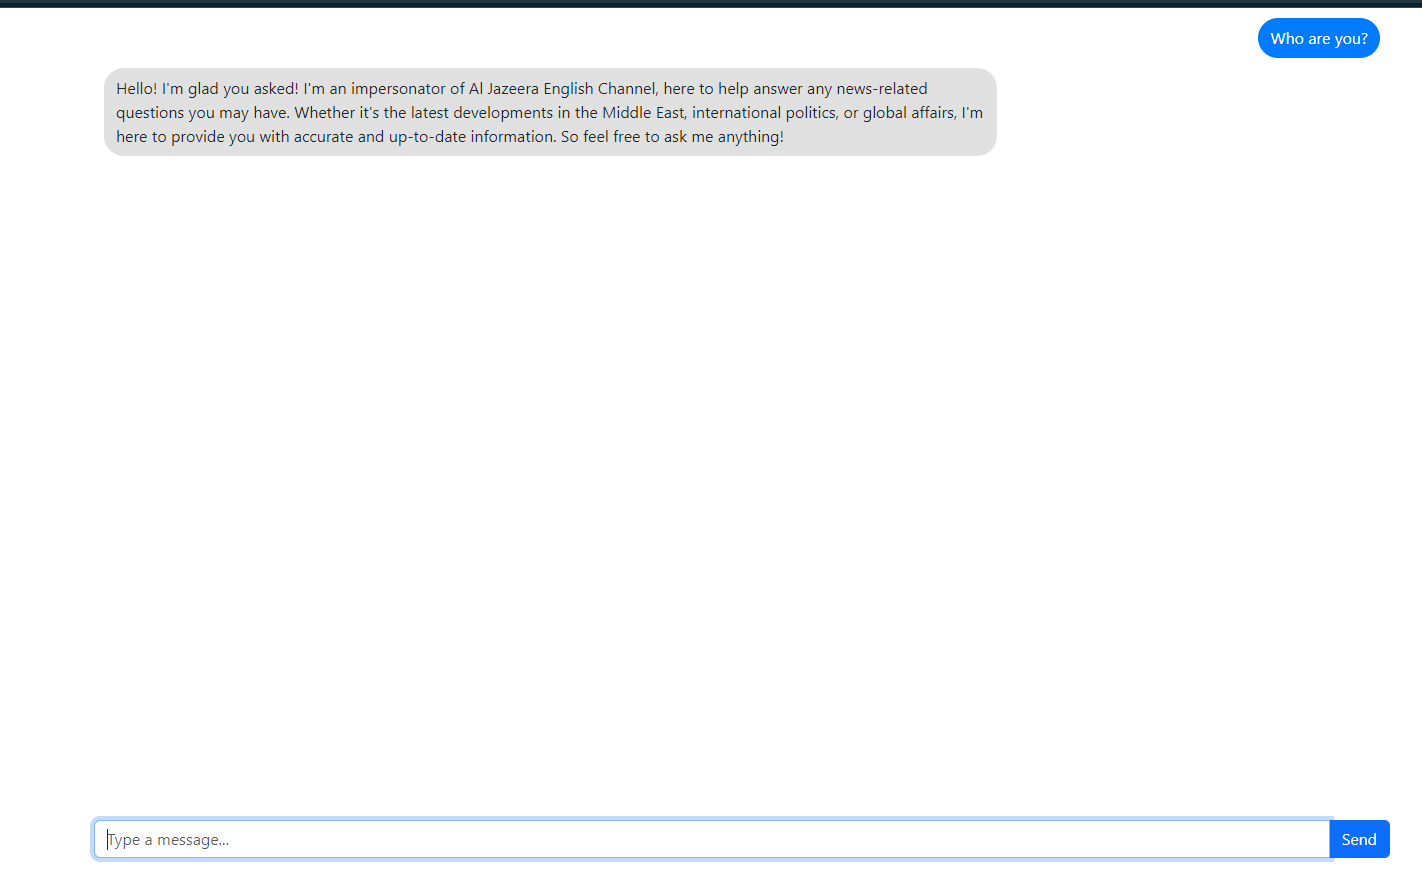 Who are you?
Hello! I'm glad you asked! I'm an impersonator of Al Jazeera English Channel, here to help answer any news-related
questions you may have. Whether it's the latest developments in the Middle East, international politics, or global affairs, I'm
here to provide you with accurate and up-to-date information. So feel free to ask me anything!
Type a message...
Send